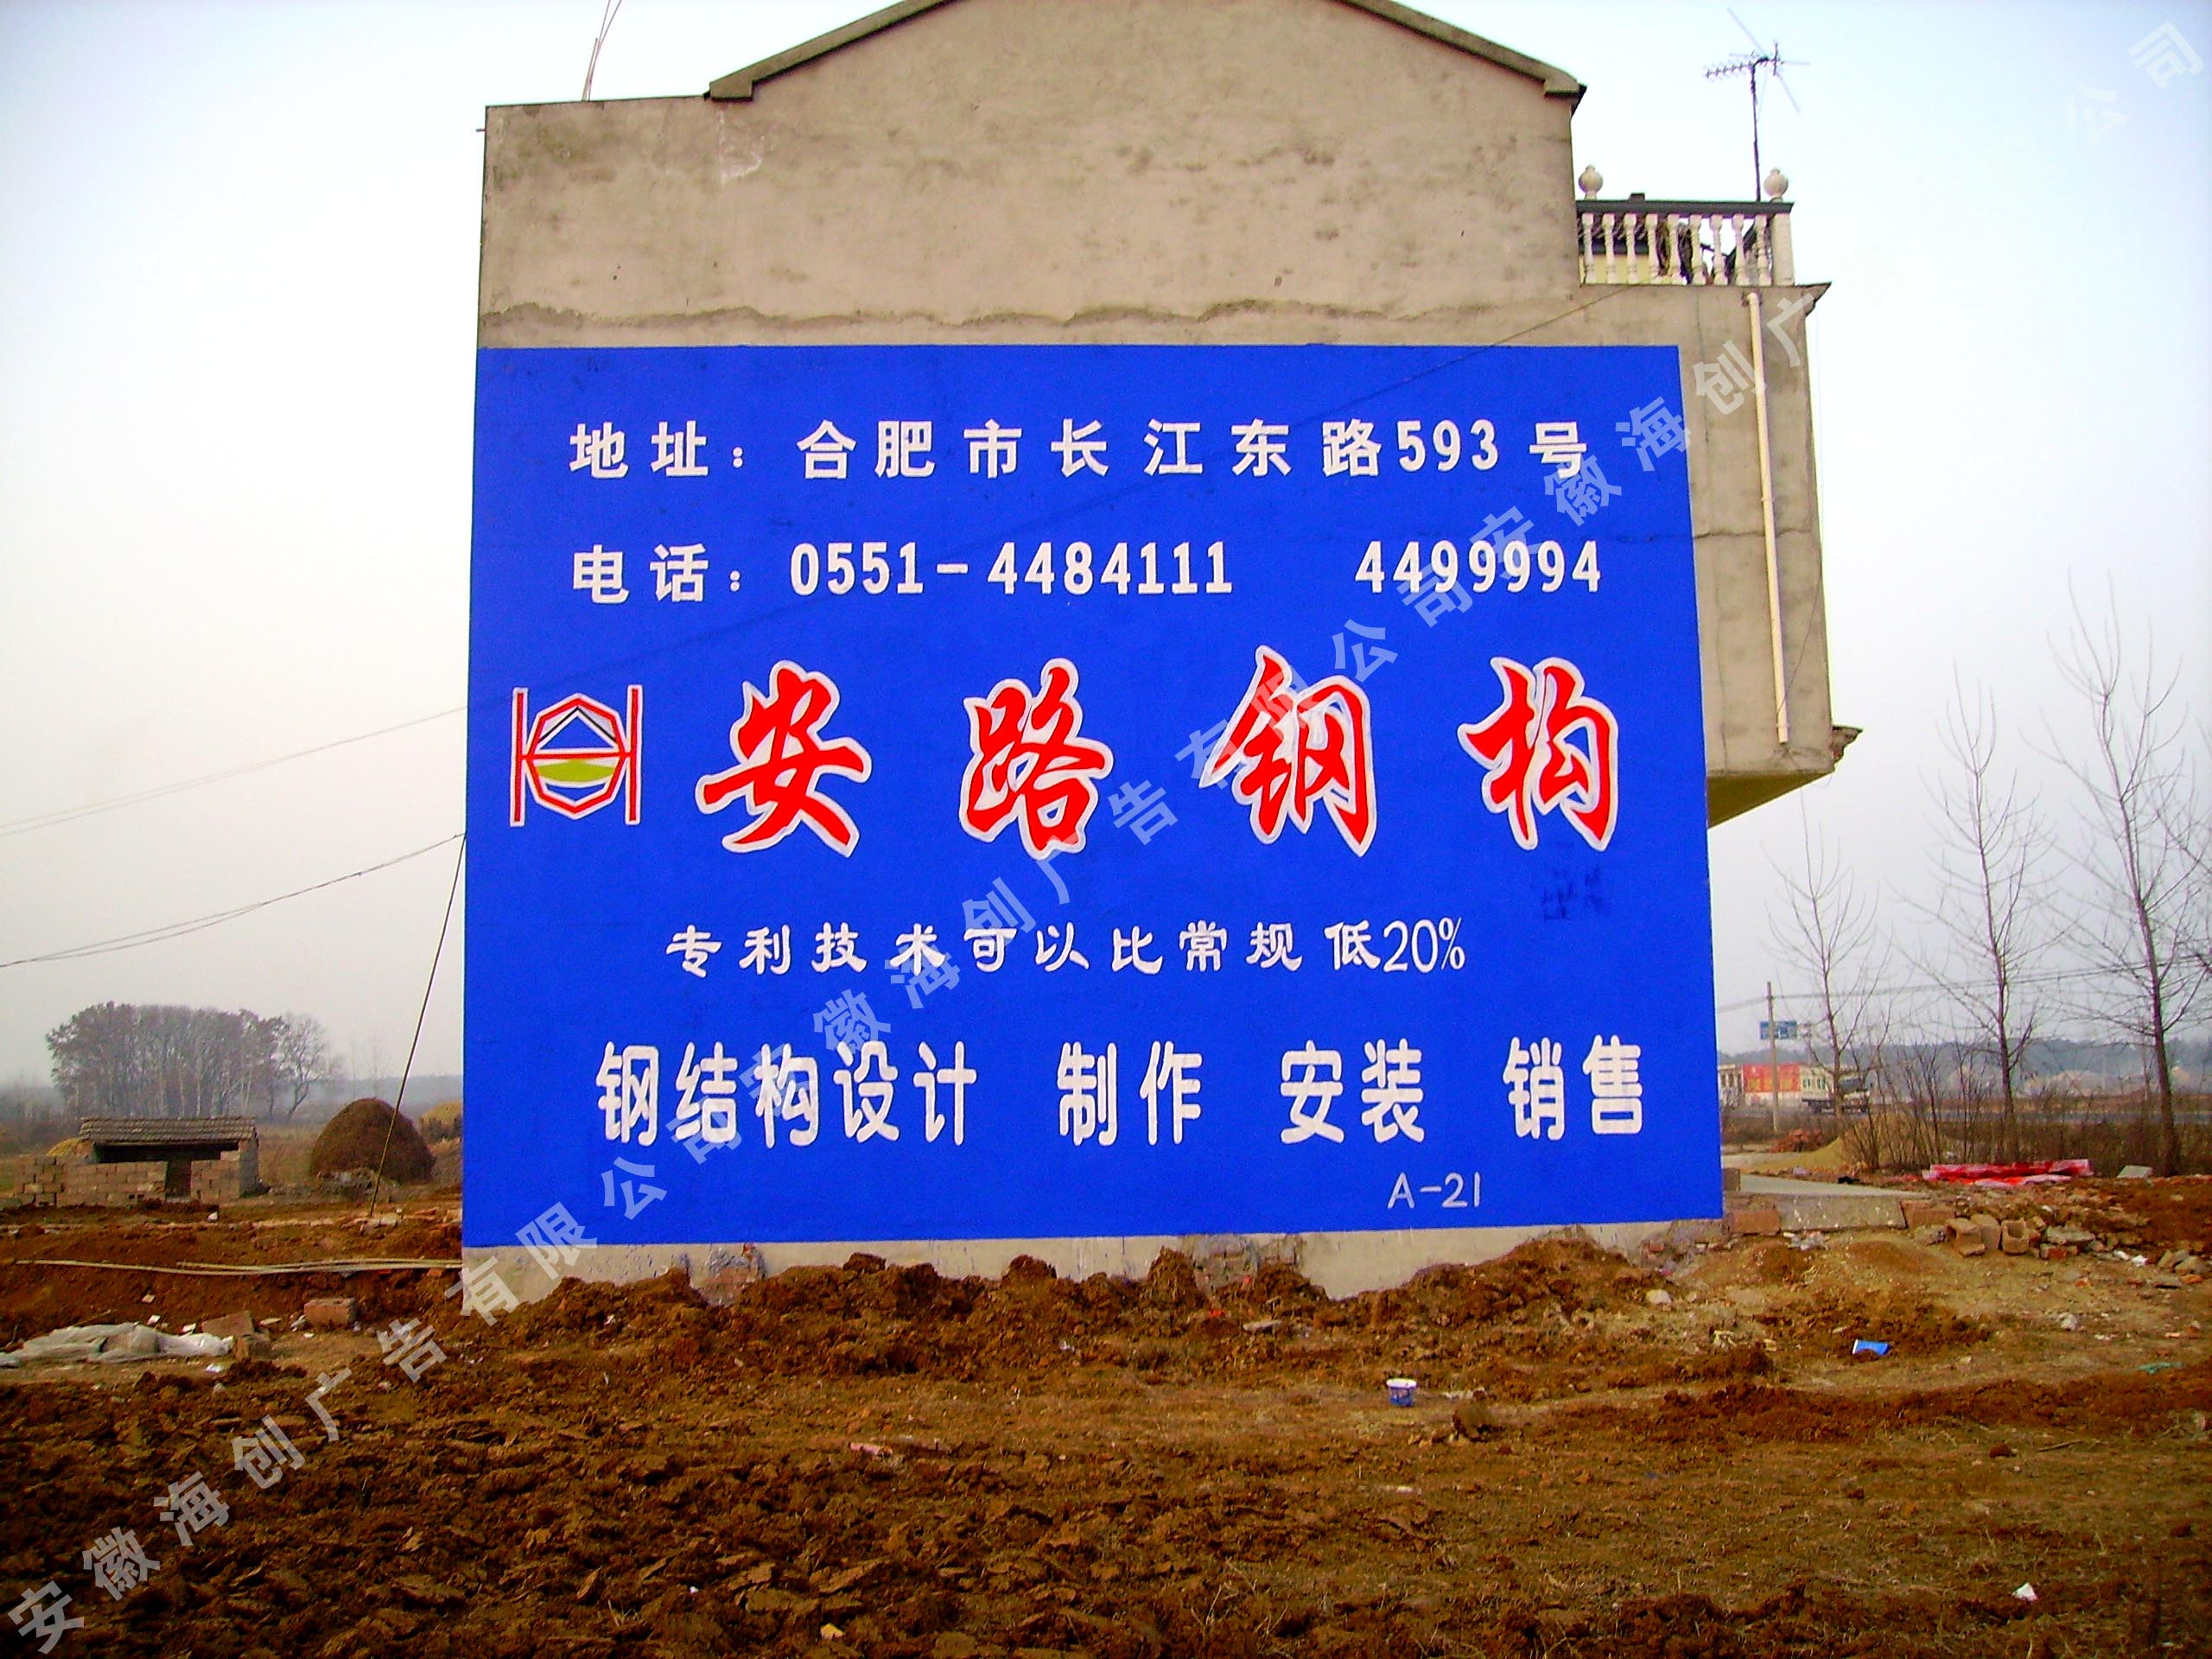 地址：合肥市长江东路593号
电话：0551-4484111 4499994
安路钢构
专利技术可以比常规低20%
钢结构设计 制作 安装 销售
A-21
安徽海创广告有限公司安徽海创广告有限公司安徽海创广
公司